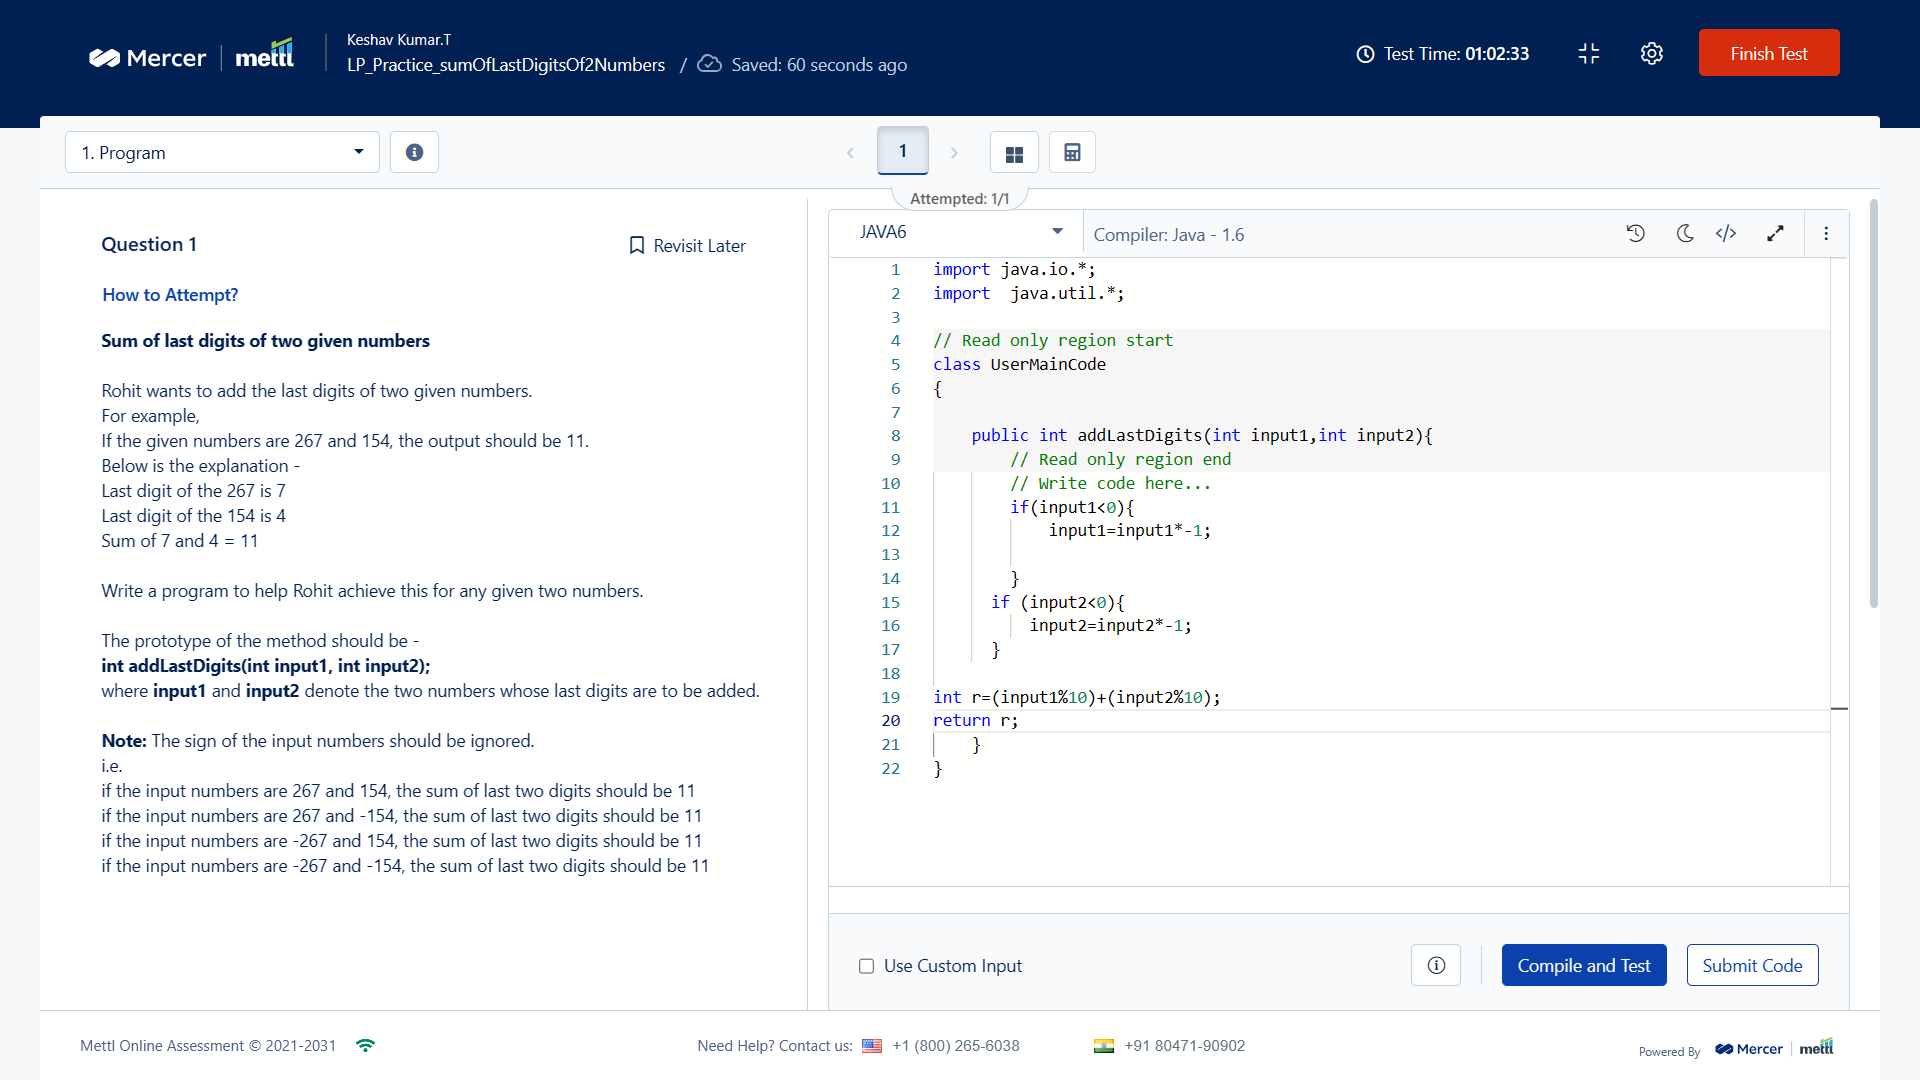 Mercer | mettl
Keshav Kumar.T
LP_Practice_sumOfLastDigitsOf2Numbers / Saved: 60 seconds ago
Test Time: 01:02:33
Finish Test
1. Program
1
Attempted: 1/1
Question 1
Revisit Later
How to Attempt?
Sum of last digits of two given numbers
Rohit wants to add the last digits of two given numbers.
For example,
If the given numbers are 267 and 154, the output should be 11.
Below is the explanation -
Last digit of the 267 is 7
Last digit of the 154 is 4
Sum of 7 and 4 = 11
Write a program to help Rohit achieve this for any given two numbers.
The prototype of the method should be -
int addLastDigits(int input1, int input2);
where input1 and input2 denote the two numbers whose last digits are to be added.
Note: The sign of the input numbers should be ignored.
i.e.
if the input numbers are 267 and 154, the sum of last two digits should be 11
if the input numbers are 267 and -154, the sum of last two digits should be 11
if the input numbers are -267 and 154, the sum of last two digits should be 11
if the input numbers are -267 and -154, the sum of last two digits should be 11
JAVA6
Compiler: Java - 1.6
1 import java.io.*;
2 import  java.util.*;
3
4 // Read only region start
5 class UserMainCode
6 {
7
8     public int addLastDigits(int input1,int input2){
9         // Read only region end
10         // Write code here...
11         if(input1<0){
12             input1=input1*-1;
13
14         }
15       if (input2<0){
16           input2=input2*-1;
17       }
18
19 int r=(input1%10)+(input2%10);
20 return r;
21     }
22 }
Use Custom Input
Compile and Test
Submit Code
Mettl Online Assessment © 2021-2031
Need Help? Contact us: +1 (800) 265-6038
+91 80471-90902
Powered By Mercer | mettl